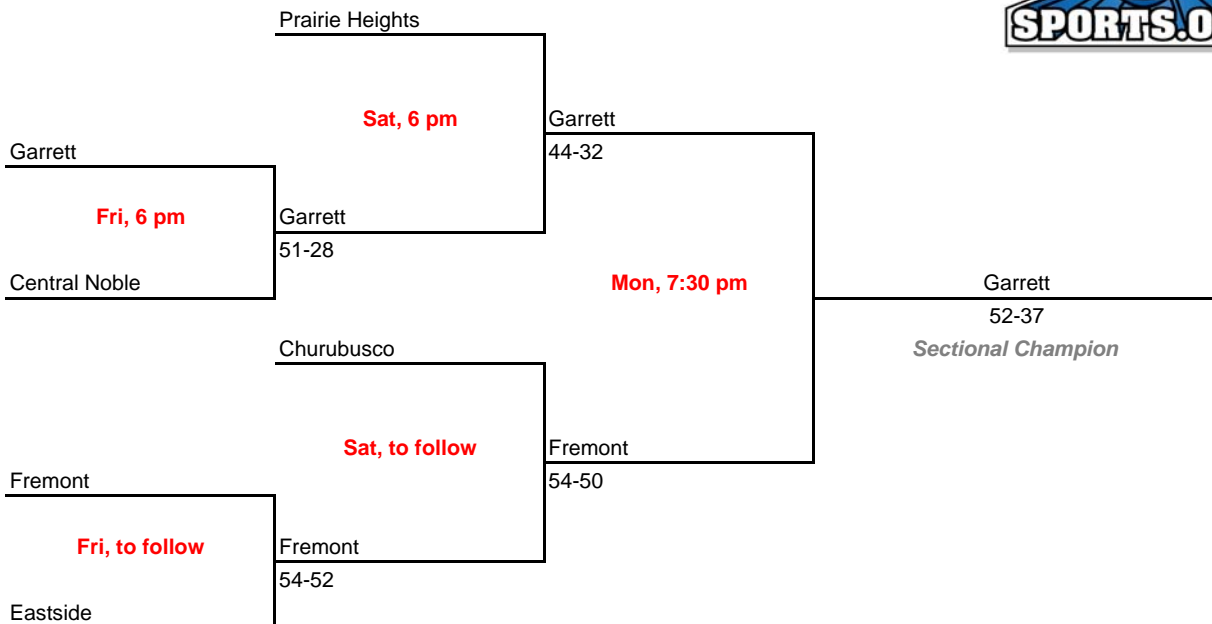 SPORTS.O
Prairie Heights
Sat, 6 pm
Garrett
Garrett
44-32
Fri, 6 pm
Garrett
51-28
Central Noble
Mon, 7:30 pm
Garrett
52-37
Churubusco
Sectional Champion
Sat, to follow
Fremont
Fremont
54-50
Fri, to follow
Fremont
54-52
Eastside